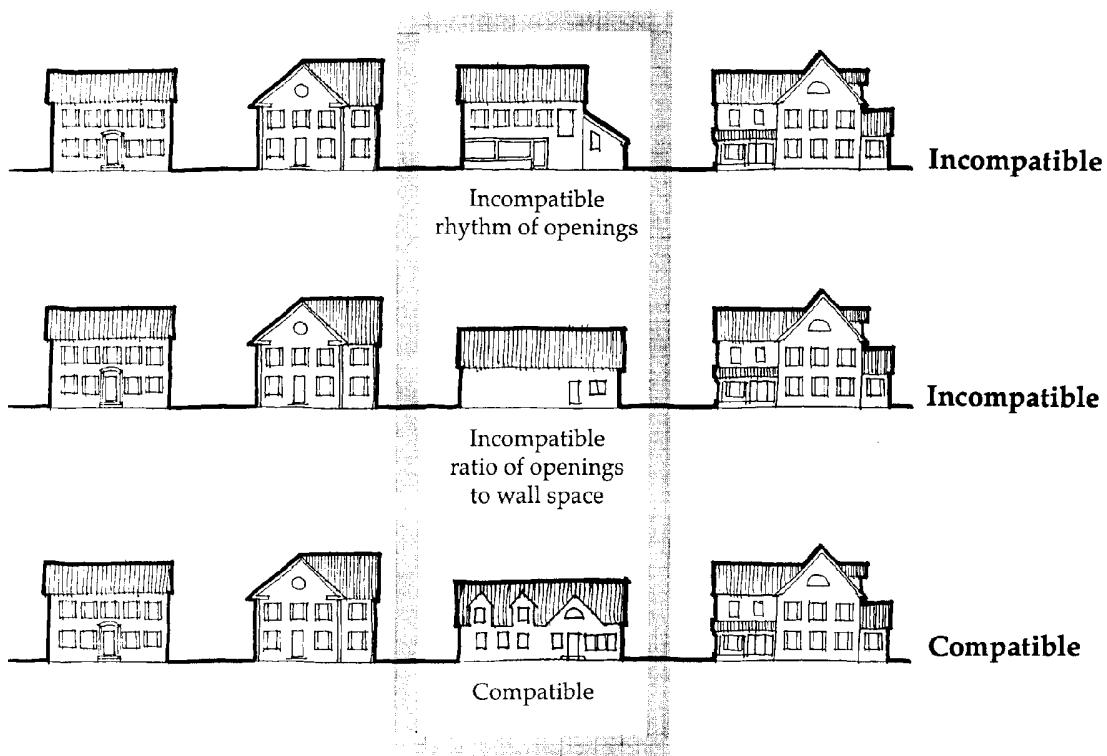 Incompatible
Incompatible
rhythm of openings
Incompatible
Incompatible
ratio of openings
to wall space
Compatible
Compatible